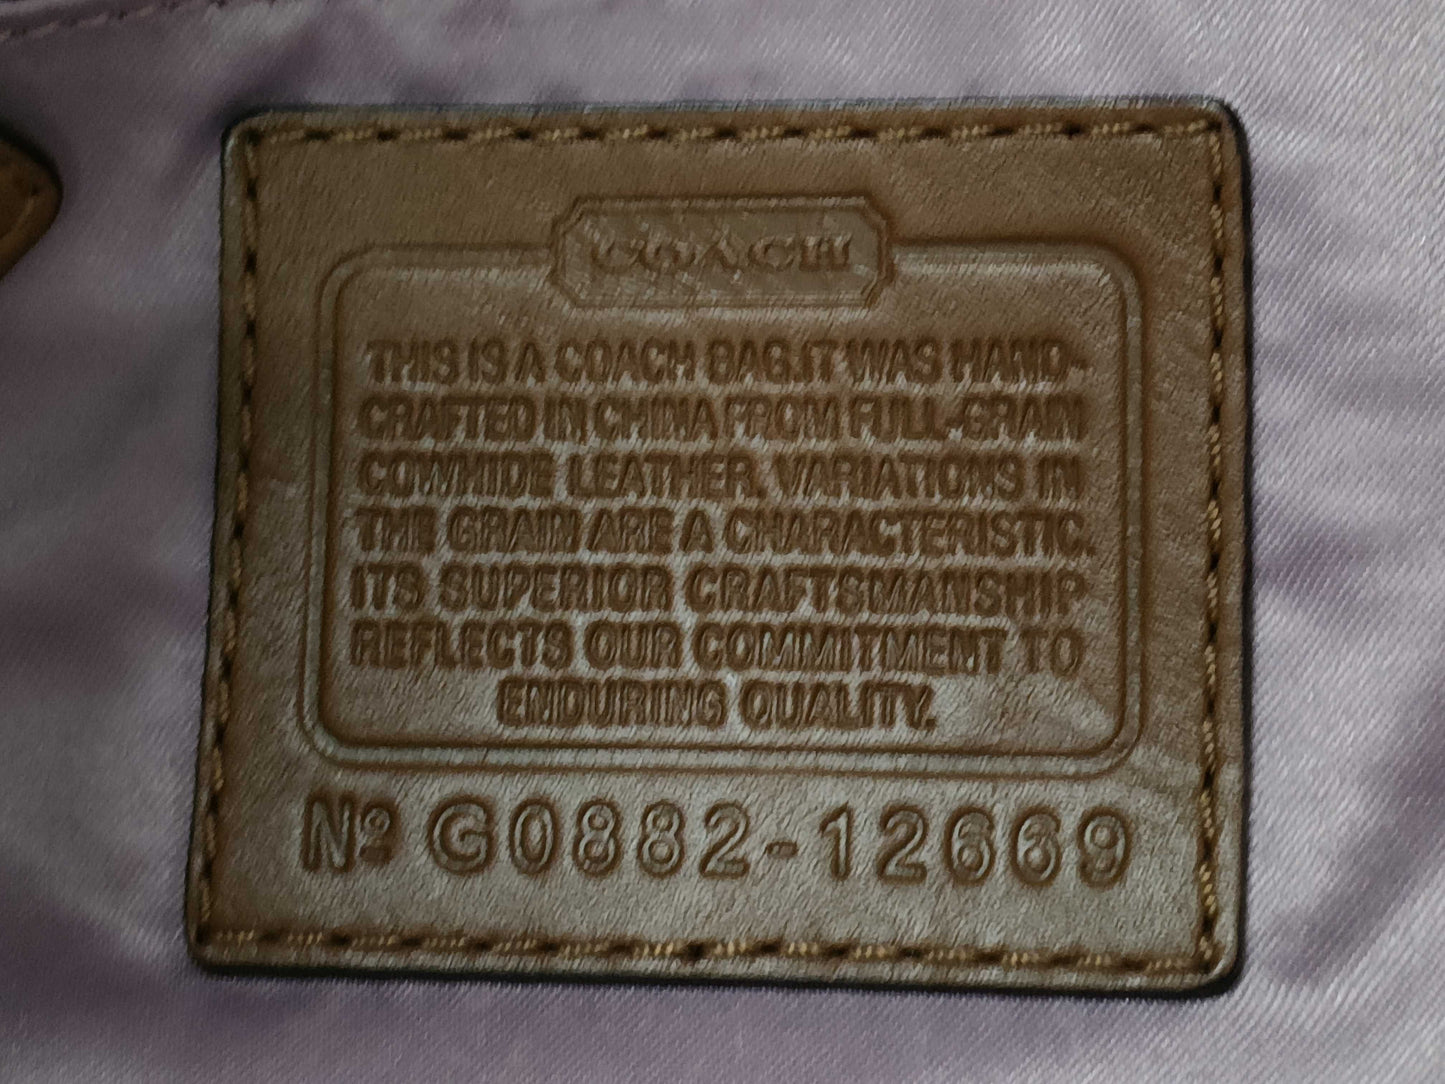 COACH
THIS IS A COACH BAG.IT WAS HAND-
CRAFTED IN CHINA FROM FULL-GRAIN
COWHIDE LEATHER. VARIATIONS IN
THE GRAIN ARE A CHARACTERISTIC.
ITS SUPERIOR CRAFTSMANSHIP
REFLECTS OUR COMMITMENT TO
ENDURING QUALITY.
Nº G0882-12669